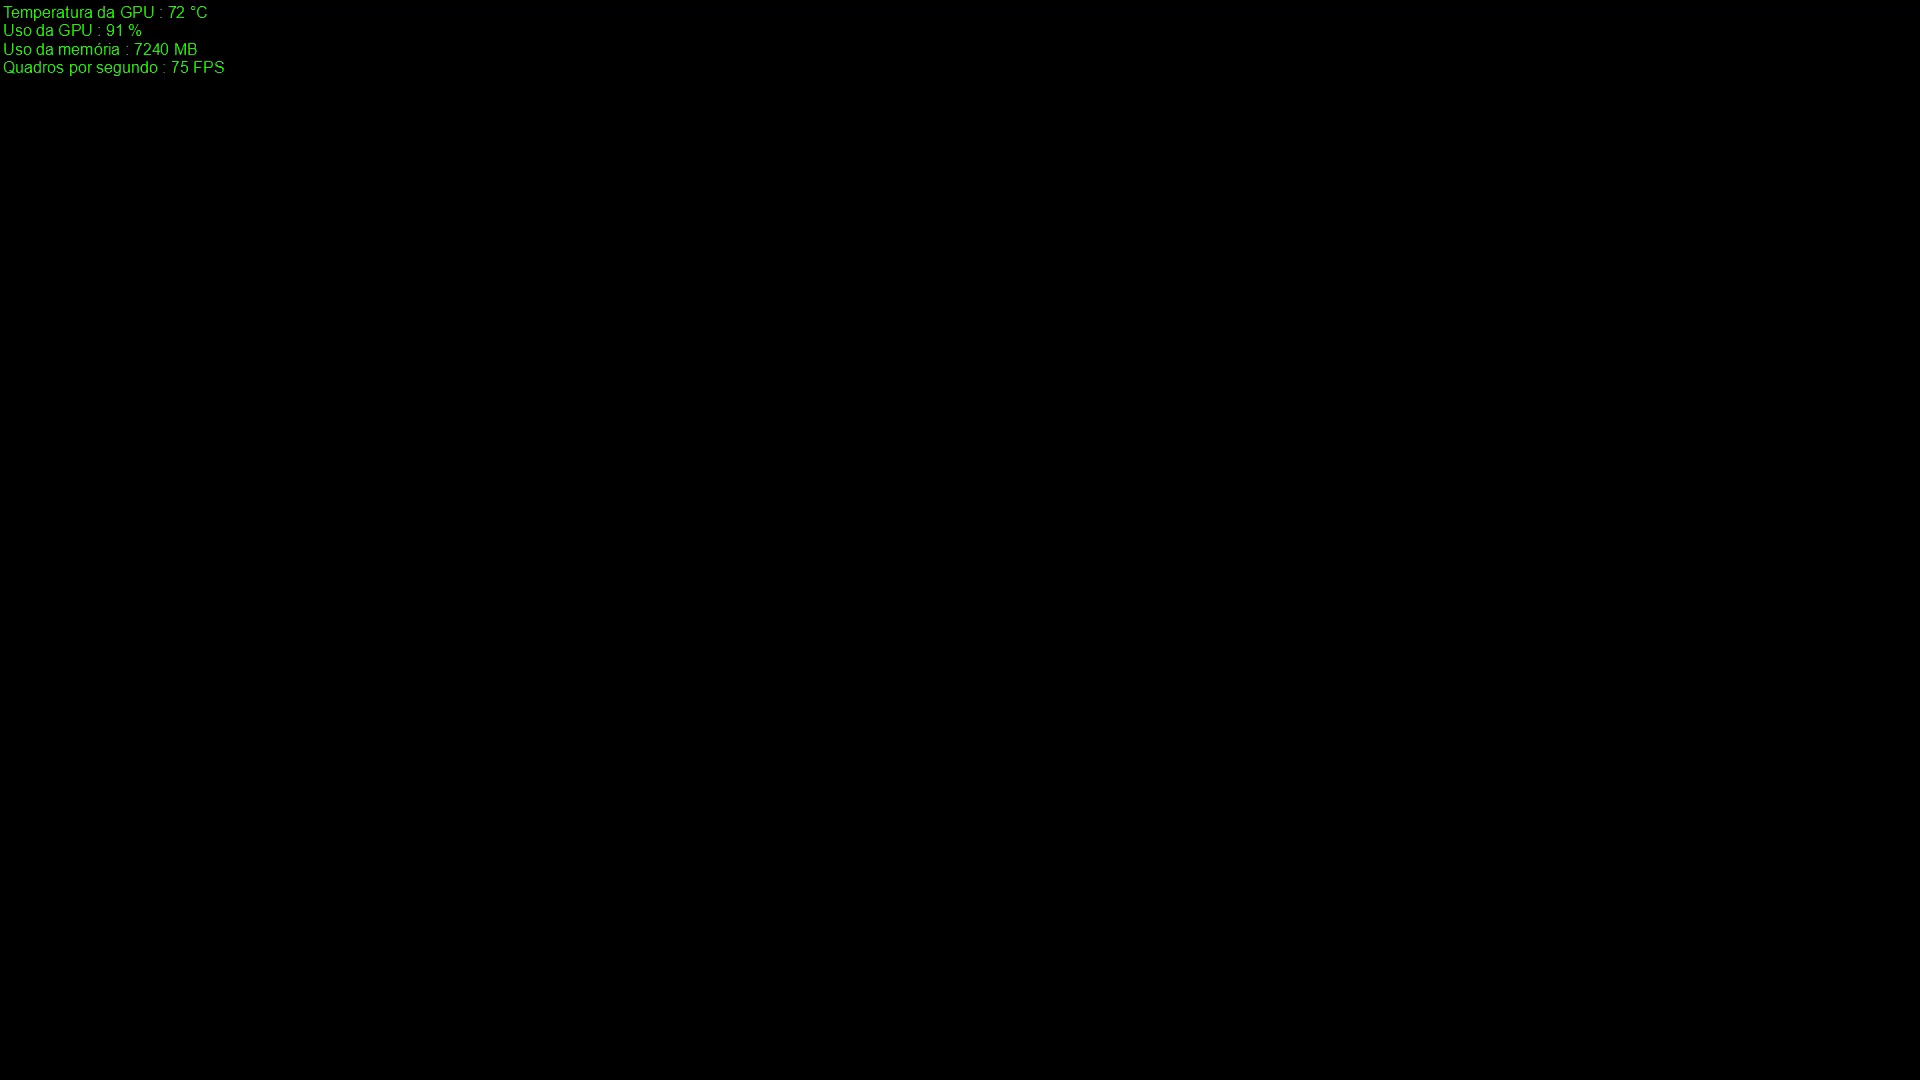 Temperatura da GPU : 72 °C
Uso da GPU : 91 %
Uso da memória : 7240 MB
Quadros por segundo : 75 FPS